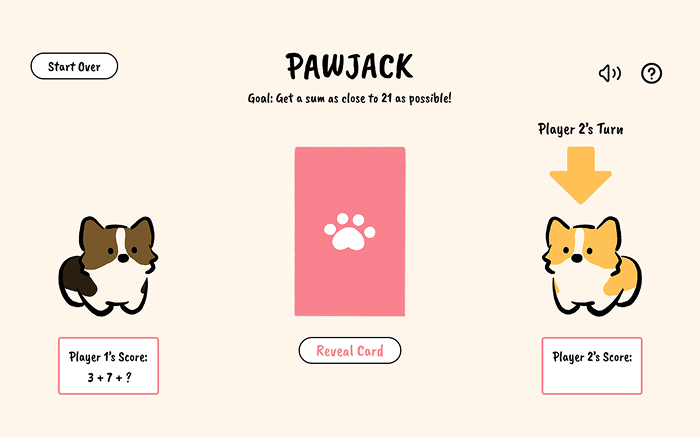 Start Over
PAWJACK
Goal: Get a sum as close to 21 as possible!
Player 2's Turn
Reveal Card
Player 1's Score:
3 + 7 + ?
Player 2's Score: